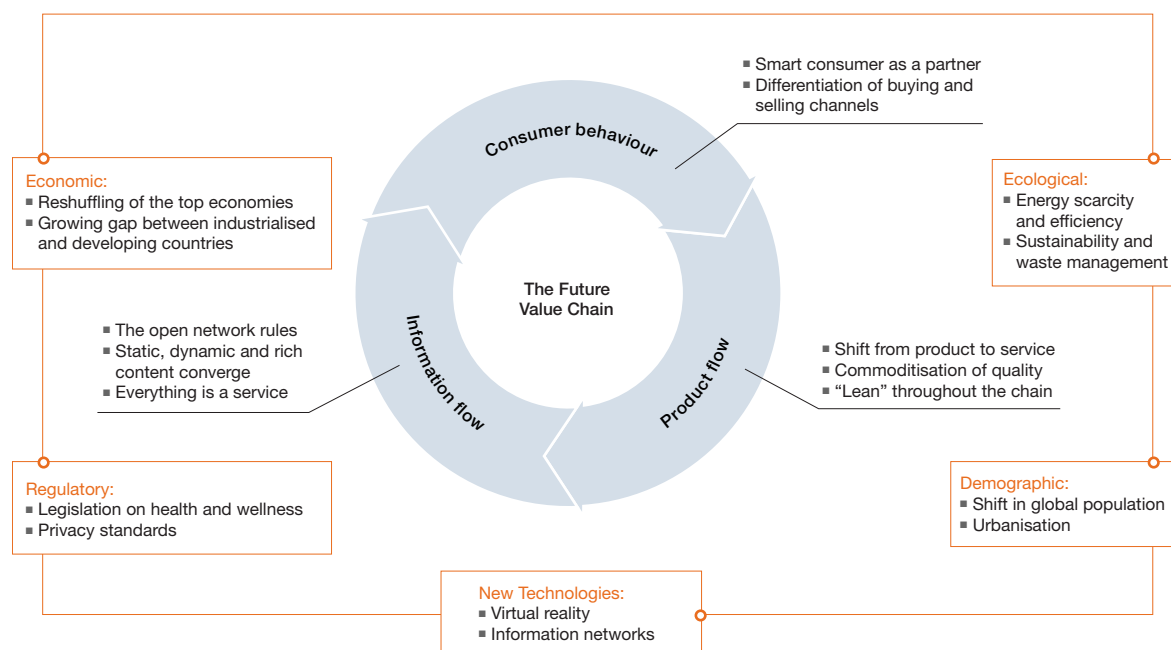 Smart consumer as a partner
Differentiation of buying and
selling channels
Consumer behaviour
Economic:
Reshuffling of the top economies
Growing gap between industrialised
and developing countries
Ecological:
Energy scarcity
and efficiency
Sustainability and
waste management
The Future
Value Chain
The open network rules
Static, dynamic and rich
content converge
Everything is a service
Information flow
Product flow
Shift from product to service
Commoditisation of quality
“Lean” throughout the chain
Regulatory:
Legislation on health and wellness
Privacy standards
Demographic:
Shift in global population
Urbanisation
New Technologies:
Virtual reality
Information networks